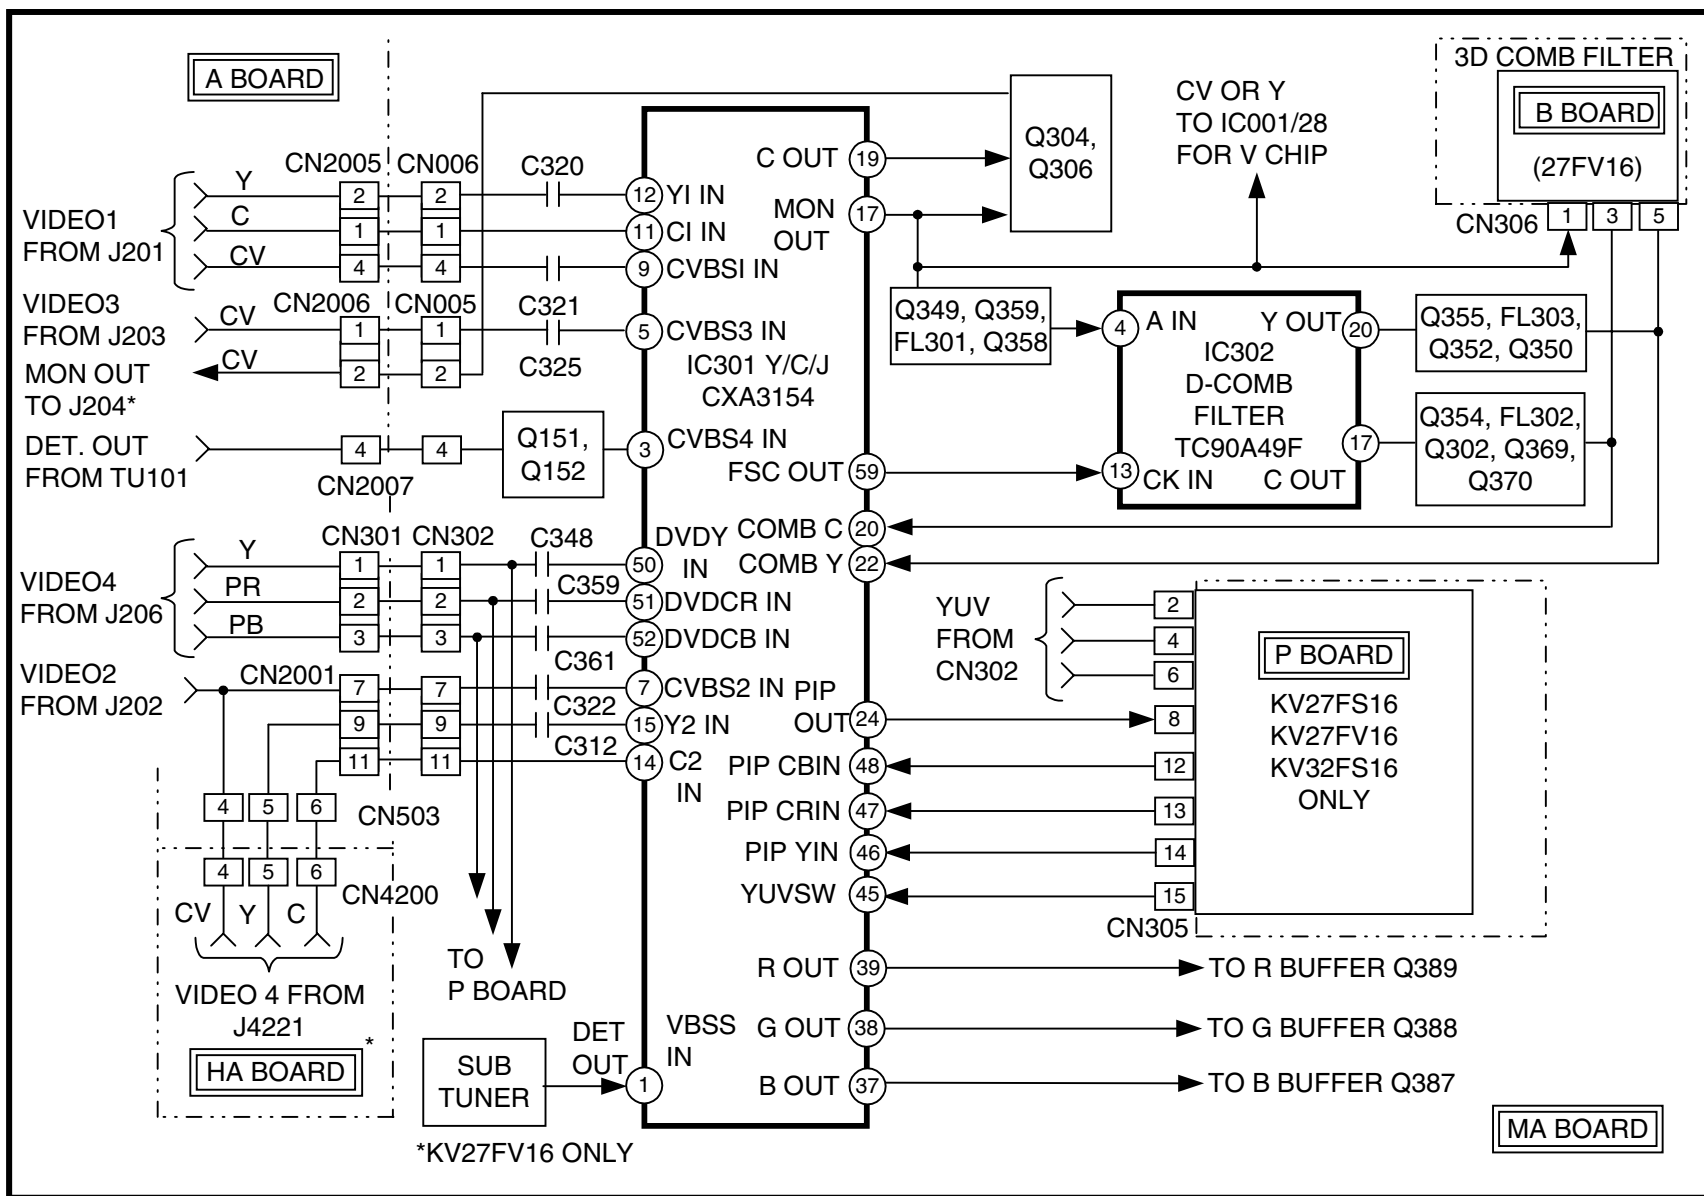 A BOARD
3D COMB FILTER
B BOARD
(27FV16)
CN306
1 3 5
CV OR Y
TO IC001/28
FOR V CHIP
Q304,
Q306
C OUT 19
MON
OUT
17
CN2005 CN006 C320
VIDEO1
FROM J201
Y 2 2 12 YI IN
C 1 1 11 CI IN
CV 4 4 9 CVBSI IN
VIDEO3
FROM J203
CN2006 CN005 C321
CV 1 1 5 CVBS3 IN
C325
MON OUT
TO J204*
CV 2 2
IC301 Y/C/J
CXA3154
DET. OUT
FROM TU101
4 4
CN2007
Q151,
Q152
3 CVBS4 IN
FSC OUT 59
Q349, Q359,
FL301, Q358
4 A IN Y OUT 20
IC302
D-COMB
FILTER
TC90A49F
17
13 CK IN C OUT
Q355, FL303,
Q352, Q350
Q354, FL302,
Q302, Q369,
Q370
COMB C 20
COMB Y 22
CN301 CN302 C348
VIDEO4
FROM J206
Y 1 1 50
DVDY
IN
PR 2 2 C359 51 DVDCR IN
PB 3 3 52 DVDCB IN
C361
VIDEO2
FROM J202
CN2001 7 7 7 CVBS2 IN
C322
9 9 15 Y2 IN
C312
11 11 14 C2
IN
PIP
OUT
24
PIP CBIN 48
PIP CRIN 47
PIP YIN 46
YUVSW 45
YUV
FROM
CN302
2
4
6
8
12
13
14
15
CN305
P BOARD
KV27FS16
KV27FV16
KV32FS16
ONLY
4 5 6
CN503
4 5 6
CN4200
CV Y C
VIDEO 4 FROM
J4221
HA BOARD
*
TO
P BOARD
SUB
TUNER
DET
OUT
1
VBSS
IN
*KV27FV16 ONLY
R OUT 39 TO R BUFFER Q389
G OUT 38 TO G BUFFER Q388
B OUT 37 TO B BUFFER Q387
MA BOARD